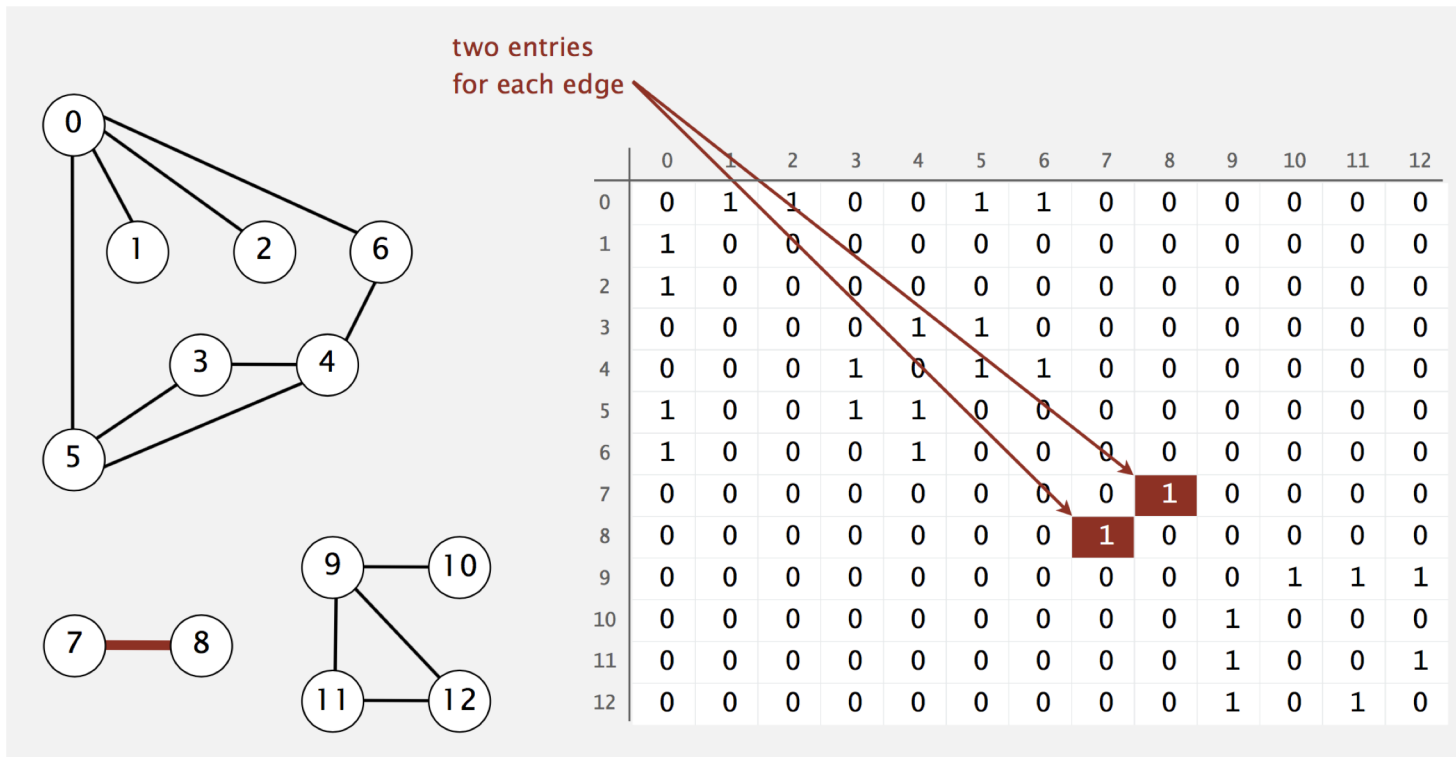 two entries
for each edge
0
1
2
6
3
4
5
9
10
7
8
11
12
0 1 2 3 4 5 6 7 8 9 10 11 12
0 0 1 1 0 0 1 1 0 0 0 0 0 0
1 1 0 0 0 0 0 0 0 0 0 0 0 0
2 1 0 0 0 0 0 0 0 0 0 0 0 0
3 0 0 0 0 1 1 0 0 0 0 0 0 0
4 0 0 0 1 0 1 1 0 0 0 0 0 0
5 1 0 0 1 1 0 0 0 0 0 0 0 0
6 1 0 0 0 1 0 0 0 0 0 0 0 0
7 0 0 0 0 0 0 0 0 1 0 0 0 0
8 0 0 0 0 0 0 0 1 0 0 0 0 0
9 0 0 0 0 0 0 0 0 0 0 1 1 1
10 0 0 0 0 0 0 0 0 0 1 0 0 0
11 0 0 0 0 0 0 0 0 0 1 0 0 1
12 0 0 0 0 0 0 0 0 0 1 0 1 0